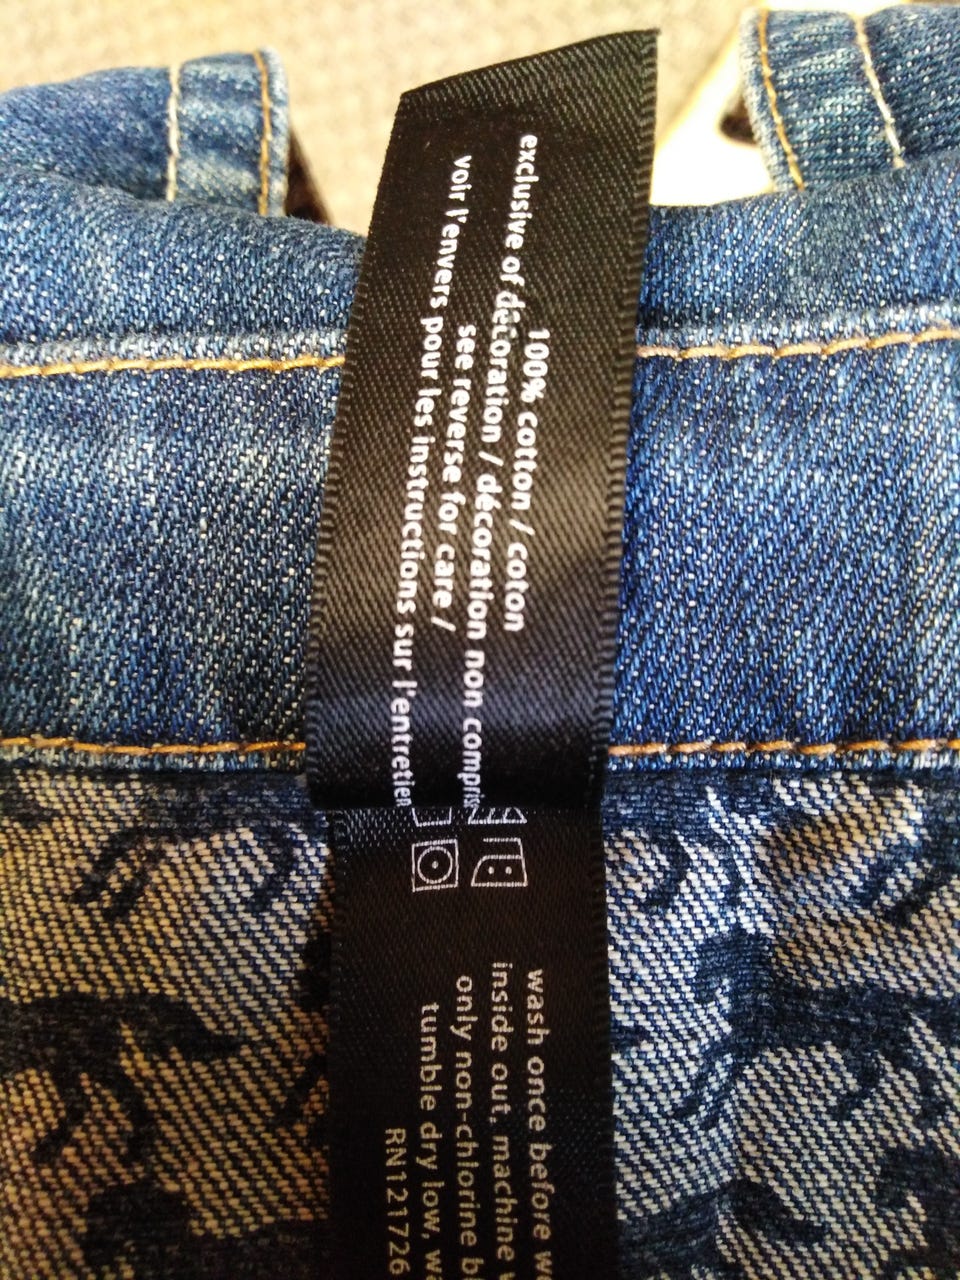 100% cotton / coton
exclusive of decoration / décoration non compris
see reverse for care /
voir l'envers pour les instructions sur l'entretien
wash once before
inside out, machine
only non-chlorine
tumble dry low,
RN121726